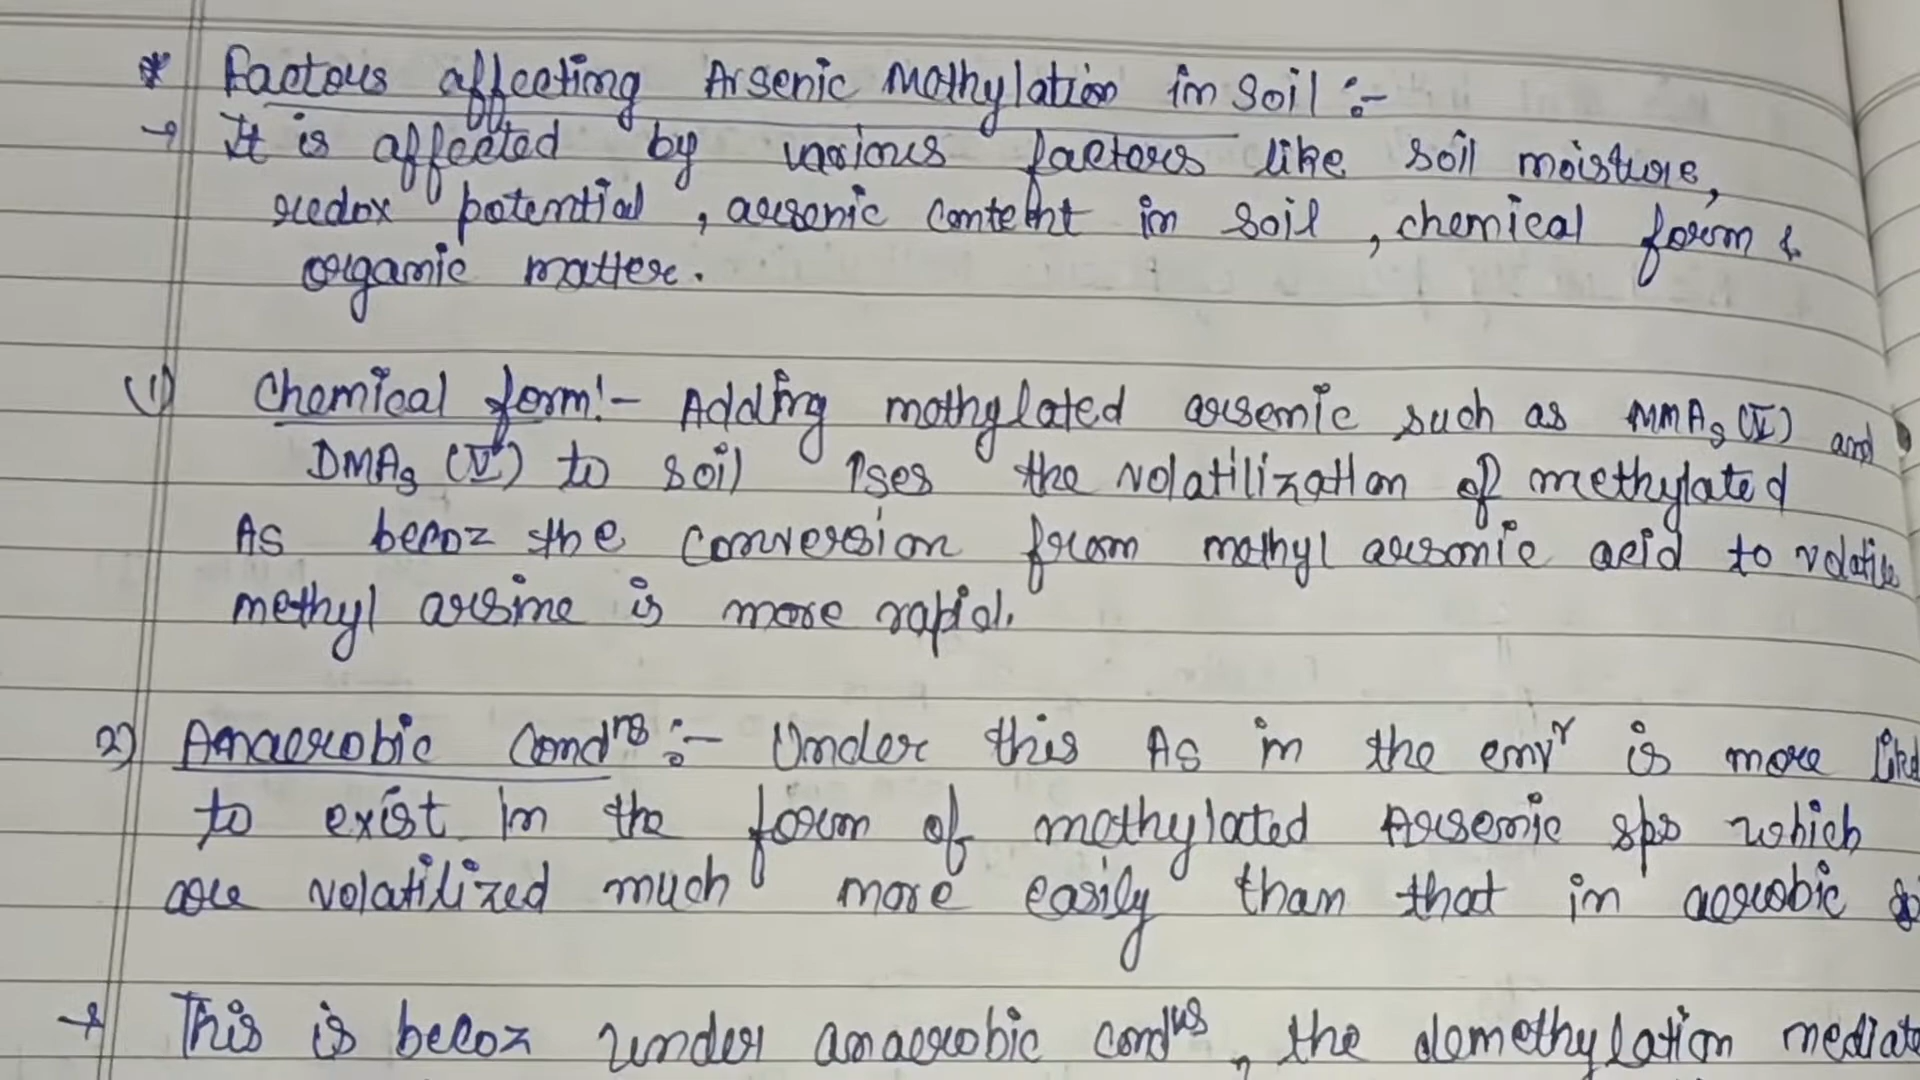 * Factors affecting Arsenic Methylation in soil :-
→ It is affected by various factors like soil moisture,
redox potential, arsenic content in soil, chemical form &
organic matter.
(1) Chemical form:- Adding methylated arsenic such as MMAs (V) and
DMAs (V) to soil ↑ses the volatilization of methylated
As becoz the conversion from methyl arsonic acid to volatile
methyl arsine is more rapid.
2) Anaerobic Condns :- Under this As in the envr is more
to exist in the form of methylated Arsenic sps which
are volatilized much more easily than that in aerobic
→ This is becoz under anaerobic condns, the demethylation